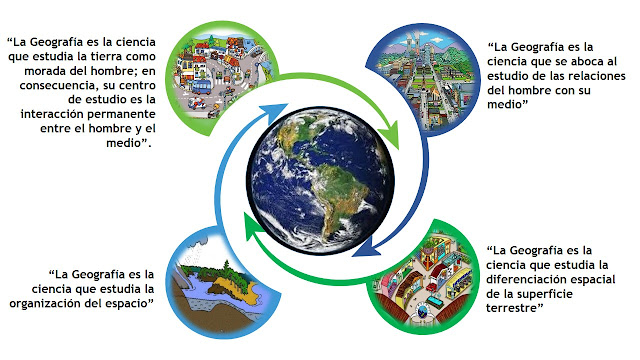 “La Geografía es la ciencia
que estudia la tierra como
morada del hombre; en
consecuencia, su centro
de estudio es la
interacción permanente
entre el hombre y el
medio”.
“La Geografía es la
ciencia que se aboca al
estudio de las relaciones
del hombre con su
medio”
“La Geografía es la
ciencia que estudia la
organización del espacio”
“La Geografía es la
ciencia que estudia la
diferenciación espacial
de la superficie
terrestre”